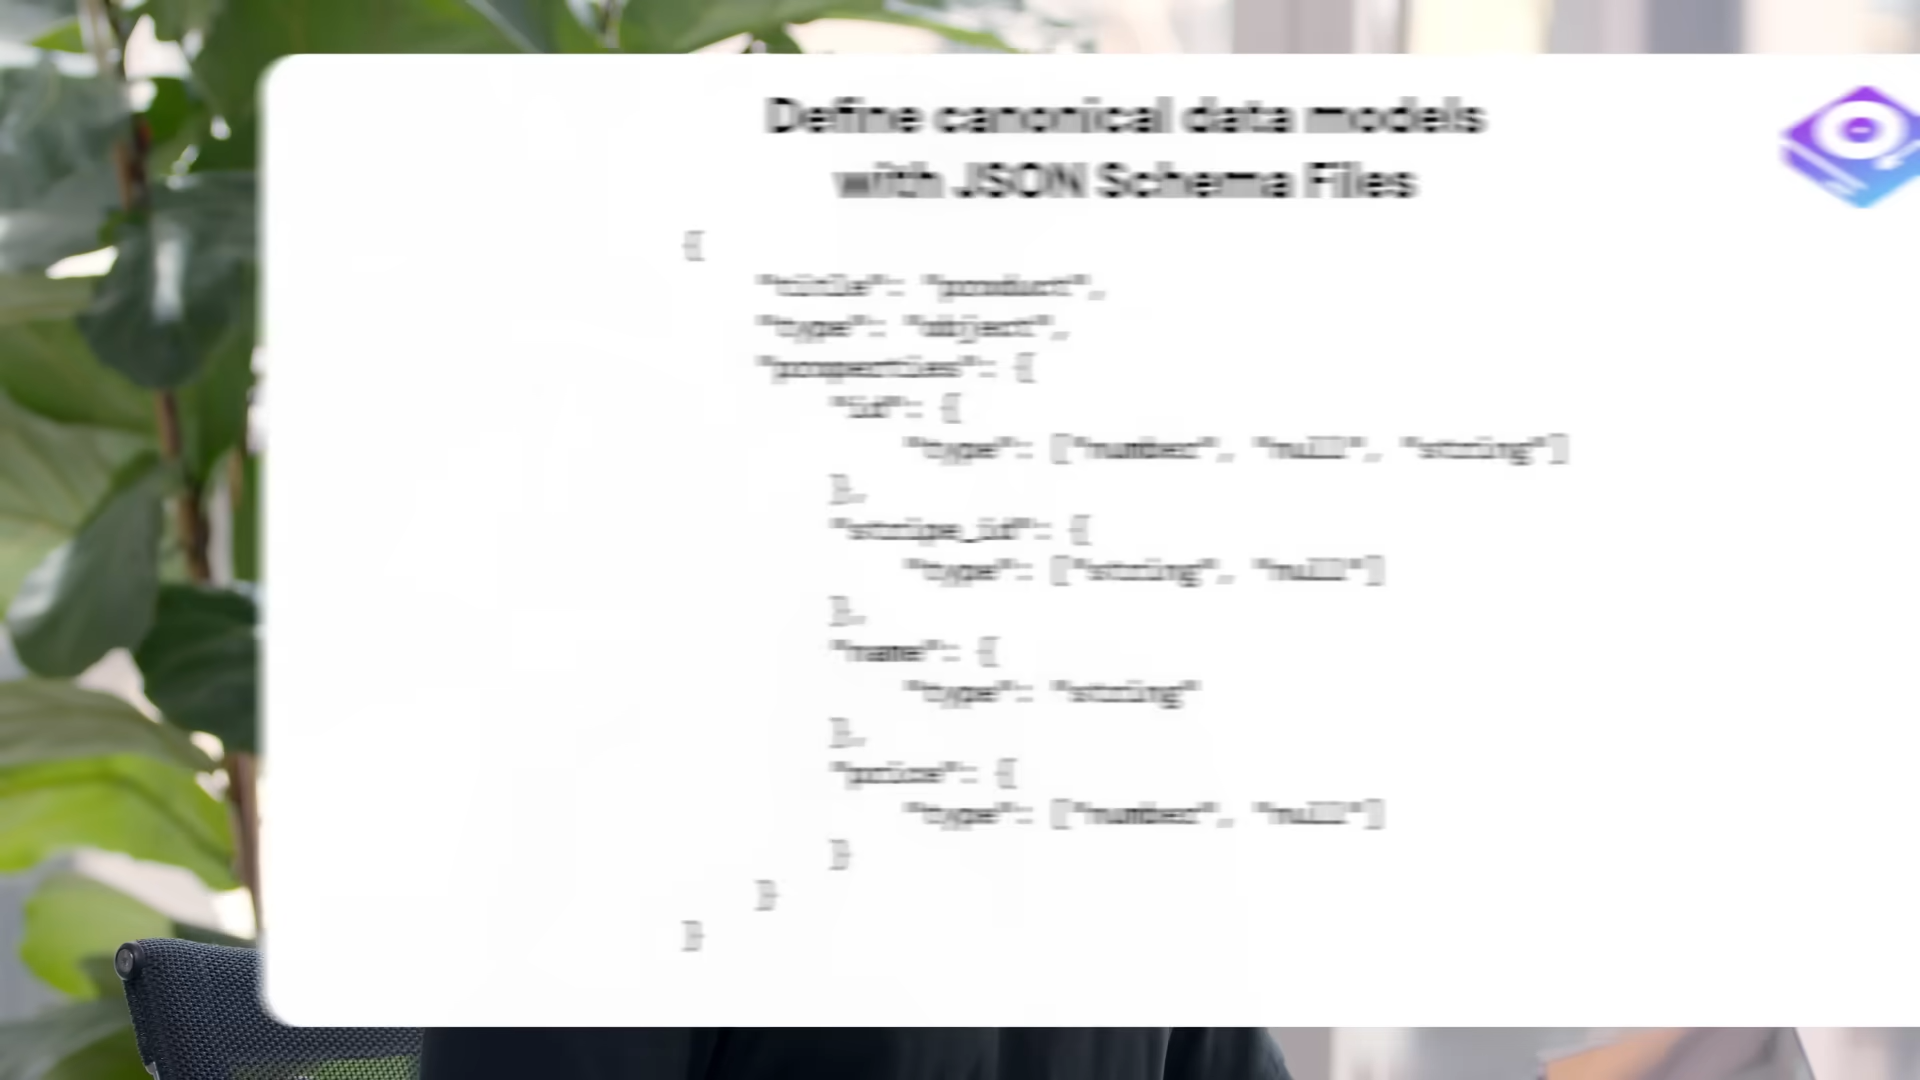 Define canonical data models
with JSON Schema Files
{
"title": "product",
"type": "object",
"properties": {
"id": {
"type": ["number", "null", "string"]
},
"stripe_id": {
"type": ["string", "null"]
},
"name": {
"type": "string"
},
"price": {
"type": ["number", "null"]
}
}
}